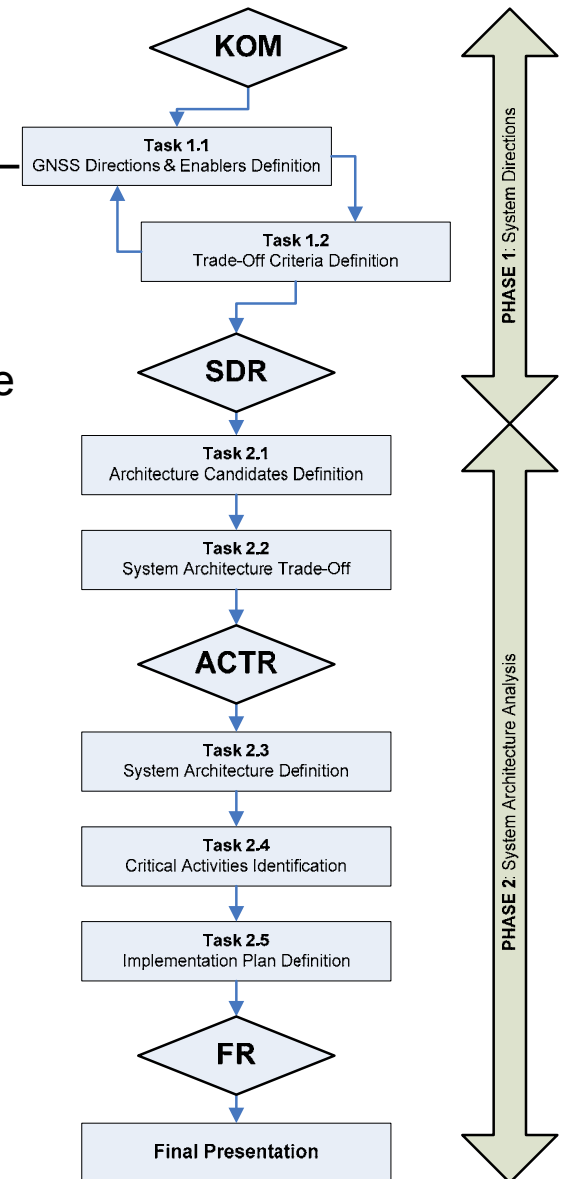 KOM
Task 1.1
GNSS Directions & Enablers Definition
Task 1.2
Trade-Off Criteria Definition
PHASE 1: System Directions
e
SDR
Task 2.1
Architecture Candidates Definition
Task 2.2
System Architecture Trade-Off
ACTR
Task 2.3
System Architecture Definition
Task 2.4
Critical Activities Identification
Task 2.5
Implementation Plan Definition
PHASE 2: System Architecture Analysis
FR
Final Presentation